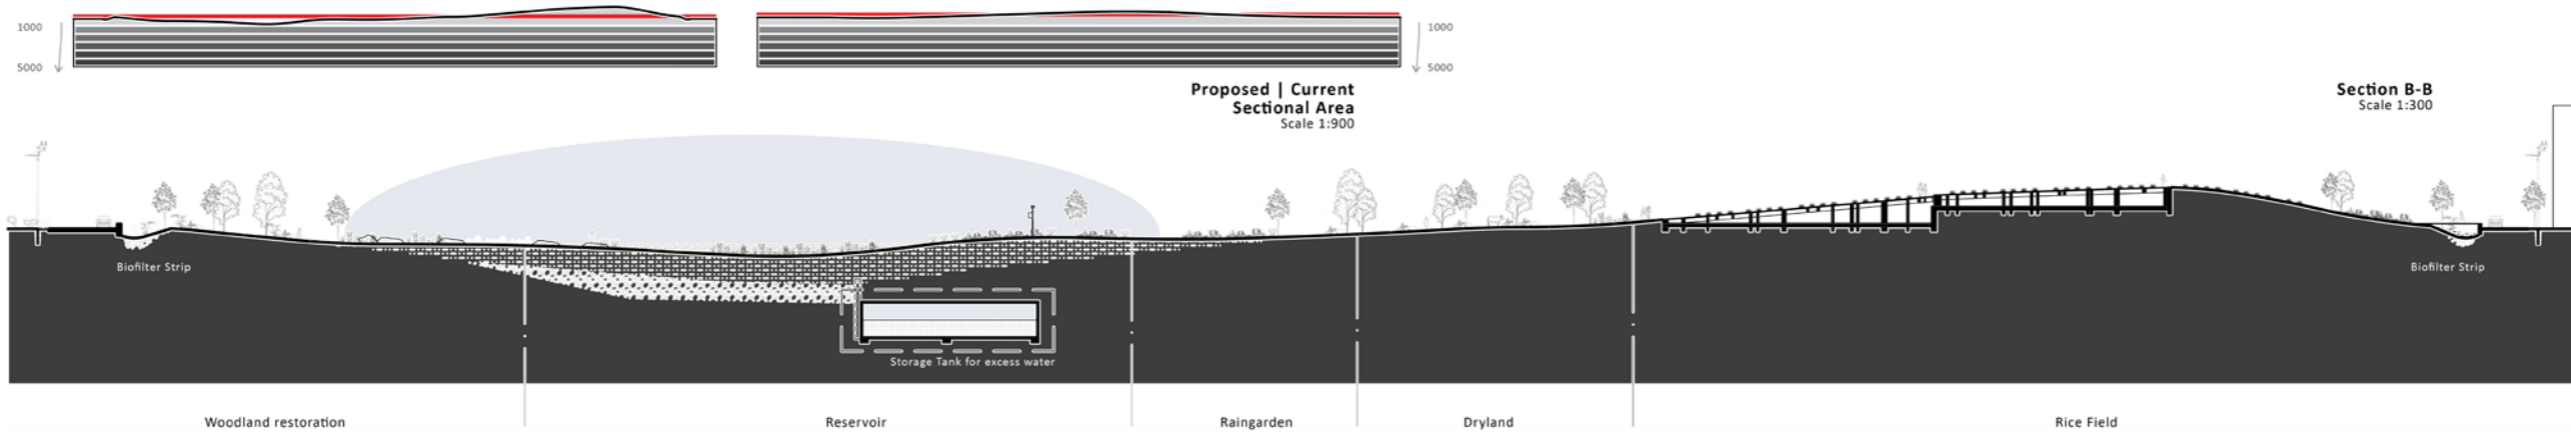 1000
5000
1000
5000
Proposed | Current
Sectional Area
Scale 1:900
Section B-B
Scale 1:300
Biofilter Strip
Biofilter Strip
Storage Tank for excess water
Woodland restoration
Reservoir
Raingarden
Dryland
Rice Field